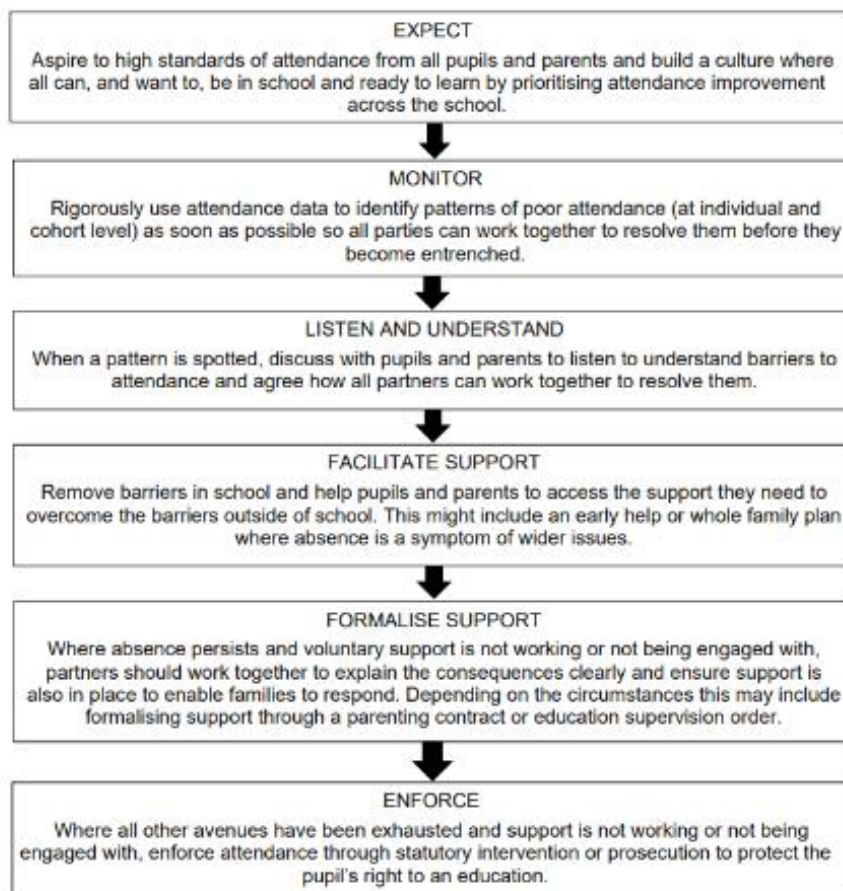 EXPECT
Aspire to high standards of attendance from all pupils and parents and build a culture where
all can, and want to, be in school and ready to learn by prioritising attendance improvement
across the school.
MONITOR
Rigorously use attendance data to identify patterns of poor attendance (at individual and
cohort level) as soon as possible so all parties can work together to resolve them before they
become entrenched.
LISTEN AND UNDERSTAND
When a pattern is spotted, discuss with pupils and parents to listen to understand barriers to
attendance and agree how all partners can work together to resolve them.
FACILITATE SUPPORT
Remove barriers in school and help pupils and parents to access the support they need to
overcome the barriers outside of school. This might include an early help or whole family plan
where absence is a symptom of wider issues.
FORMALISE SUPPORT
Where absence persists and voluntary support is not working or not being engaged with,
partners should work together to explain the consequences clearly and ensure support is
also in place to enable families to respond. Depending on the circumstances this may include
formalising support through a parenting contract or education supervision order.
ENFORCE
Where all other avenues have been exhausted and support is not working or not being
engaged with, enforce attendance through statutory intervention or prosecution to protect the
pupil's right to an education.